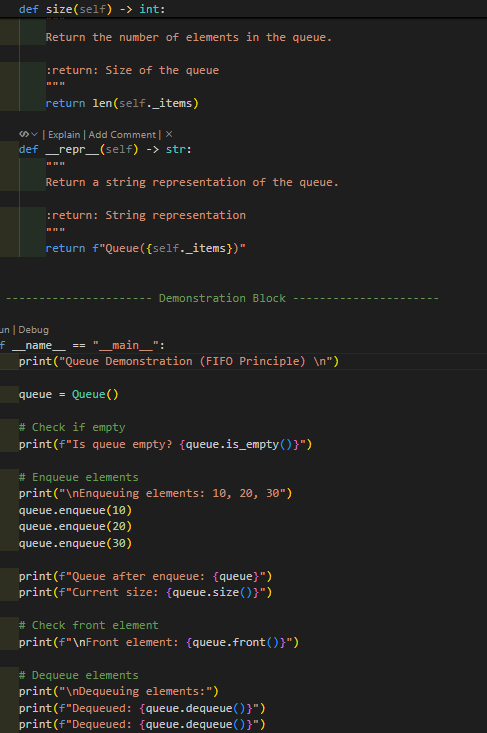 def size(self) -> int:
"""
Return the number of elements in the queue.

:return: Size of the queue
"""
return len(self._items)

| Explain | Add Comment | ×
def __repr__(self) -> str:
"""
Return a string representation of the queue.

:return: String representation
"""
return f"Queue({self._items})"

---------------------- Demonstration Block ----------------------

un | Debug
f __name__ == "__main__":
print("Queue Demonstration (FIFO Principle) \n")

queue = Queue()

# Check if empty
print(f"Is queue empty? {queue.is_empty()}")

# Enqueue elements
print("\nEnqueuing elements: 10, 20, 30")
queue.enqueue(10)
queue.enqueue(20)
queue.enqueue(30)

print(f"Queue after enqueue: {queue}")
print(f"Current size: {queue.size()}")

# Check front element
print(f"\nFront element: {queue.front()}")

# Dequeue elements
print("\nDequeuing elements:")
print(f"Dequeued: {queue.dequeue()}")
print(f"Dequeued: {queue.dequeue()}")